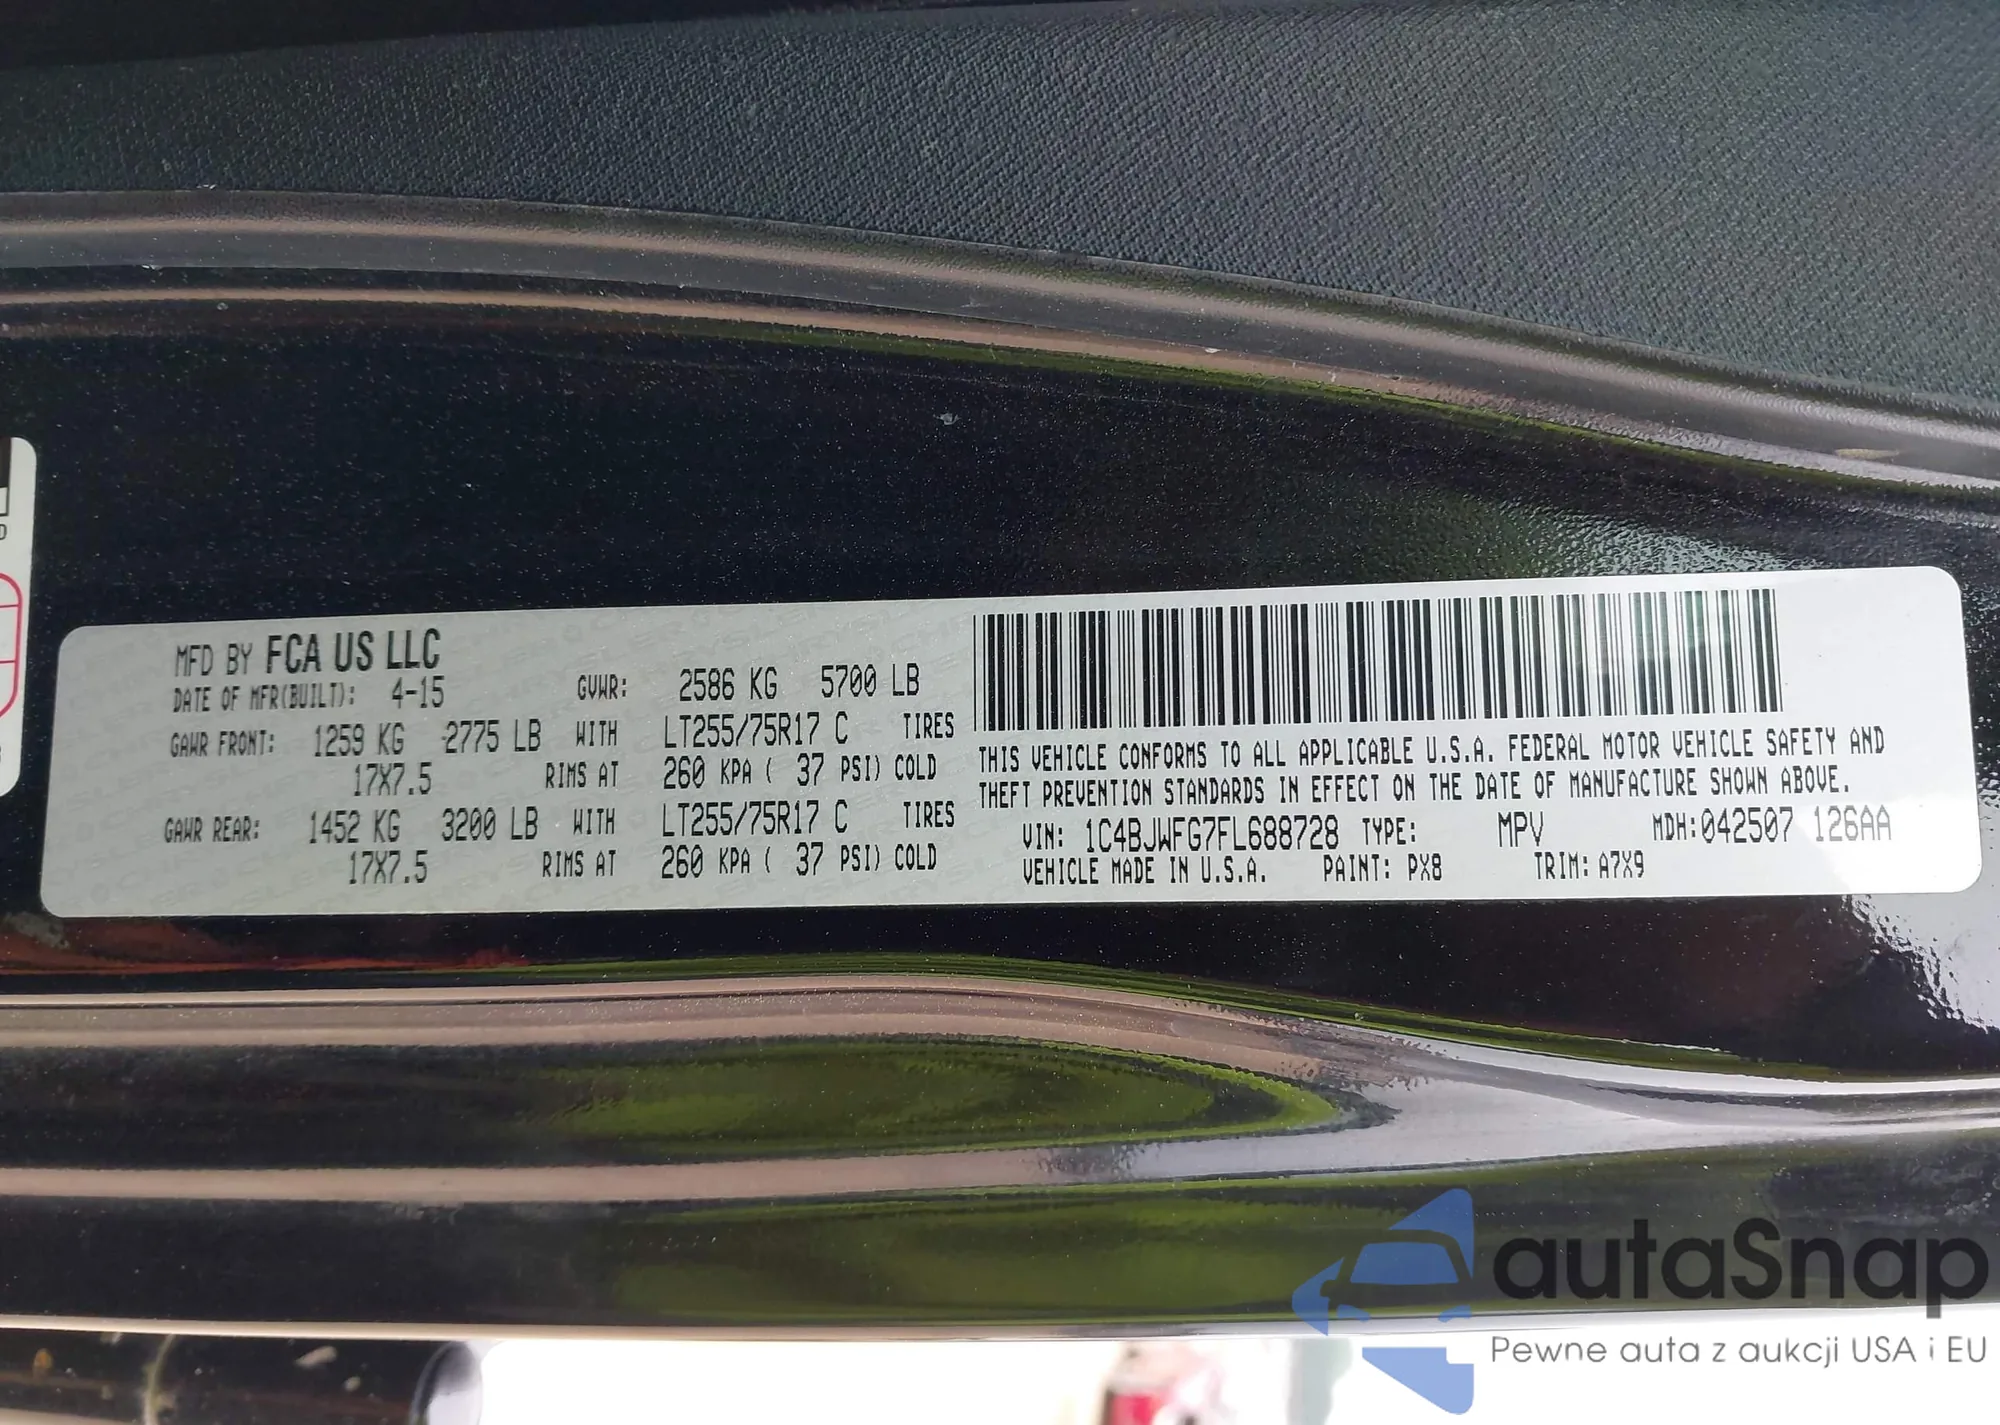 MFD BY FCA US LLC
DATE OF MFR(BUILT): 4-15 GVWR: 2586 KG 5700 LB
GAWR FRONT: 1259 KG 2775 LB WITH LT255/75R17 C TIRES
17X7.5 RIMS AT 260 KPA ( 37 PSI) COLD
GAWR REAR: 1452 KG 3200 LB WITH LT255/75R17 C TIRES
17X7.5 RIMS AT 260 KPA ( 37 PSI) COLD
THIS VEHICLE CONFORMS TO ALL APPLICABLE U.S.A. FEDERAL MOTOR VEHICLE SAFETY AND
THEFT PREVENTION STANDARDS IN EFFECT ON THE DATE OF MANUFACTURE SHOWN ABOVE.
VIN: 1C4BJWFG7FL688728 TYPE: MPV MDH:042507 126AA
VEHICLE MADE IN U.S.A. PAINT: PX8 TRIM: A7X9
autaSnap
Pewne auta z aukcji USA i EU